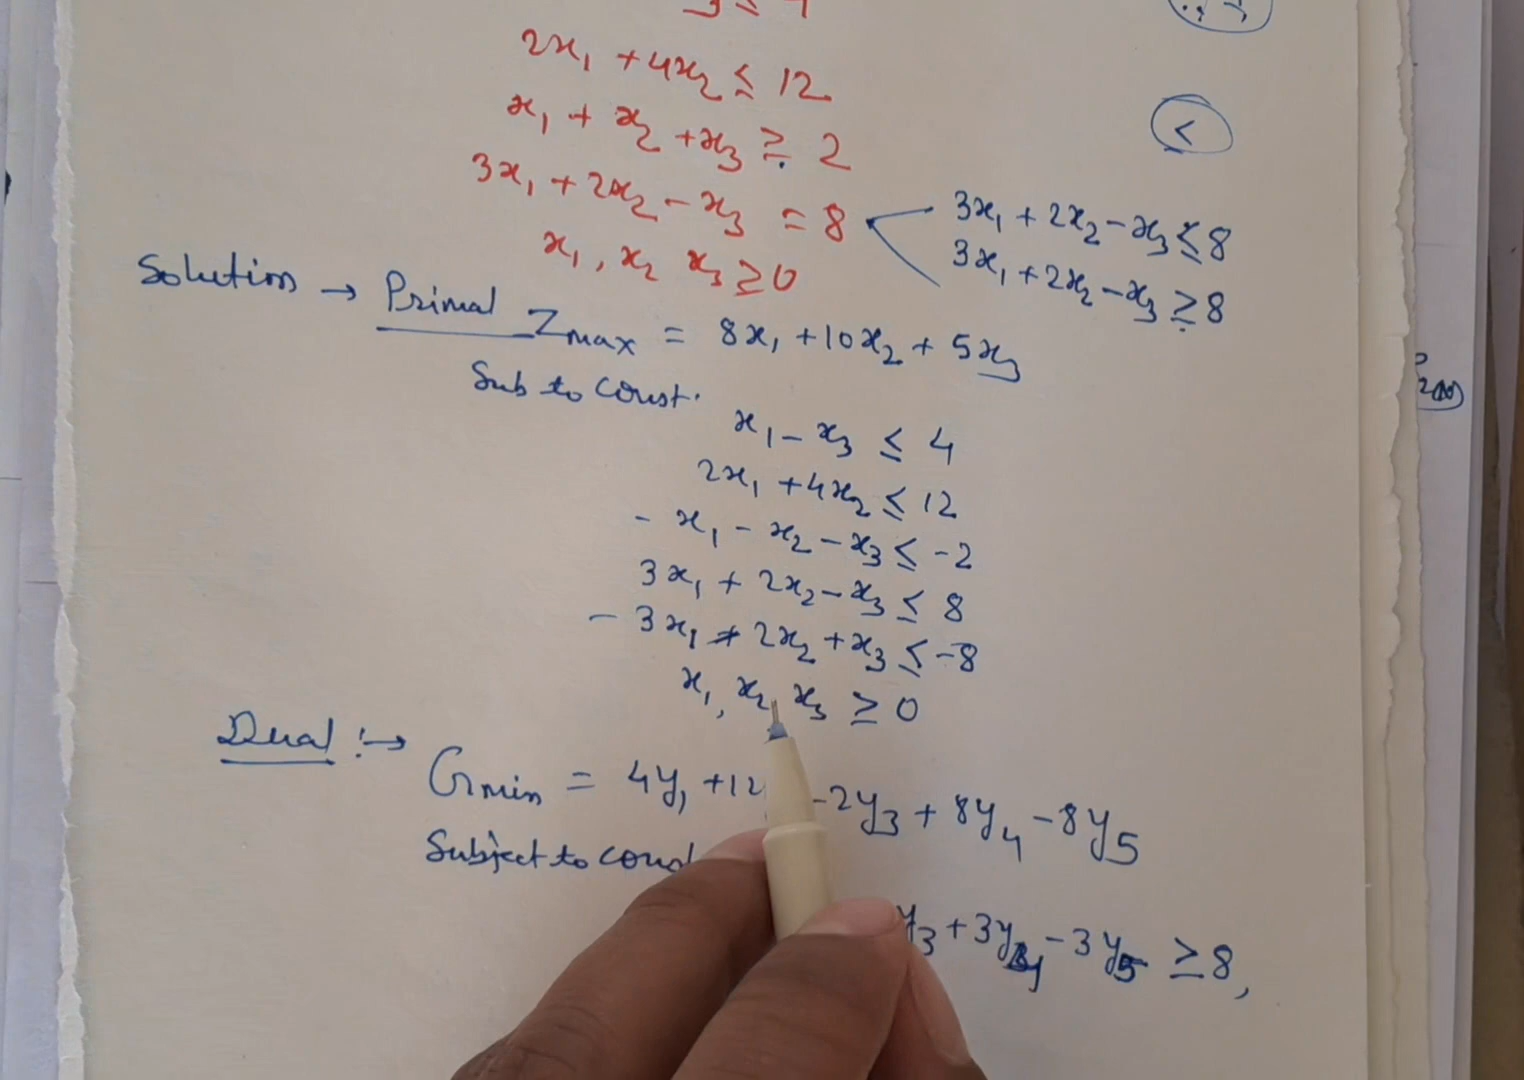 2x₁ + 4x₂ ≤ 12
x₁ + x₂ + x₃ ≥ 2
<
3x₁ + 2x₂ - x₃ = 8
3x₁ + 2x₂ - x₃ ≤ 8
3x₁ + 2x₂ - x₃ ≥ 8
x₁, x₂ x₃ ≥ 0
Solution → Primal Zmax = 8x₁ + 10x₂ + 5x₃
Sub to const.
x₁ - x₃ ≤ 4
2x₁ + 4x₂ ≤ 12
- x₁ - x₂ - x₃ ≤ -2
3x₁ + 2x₂ - x₃ ≤ 8
- 3x₁ - 2x₂ + x₃ ≤ -8
x₁, x₂, x₃ ≥ 0
Dual :→
Gmin = 4y₁ + 12 - 2y₃ + 8y₄ - 8y₅
Subject to
y₃ + 3y₄ - 3y₅ ≥ 8,